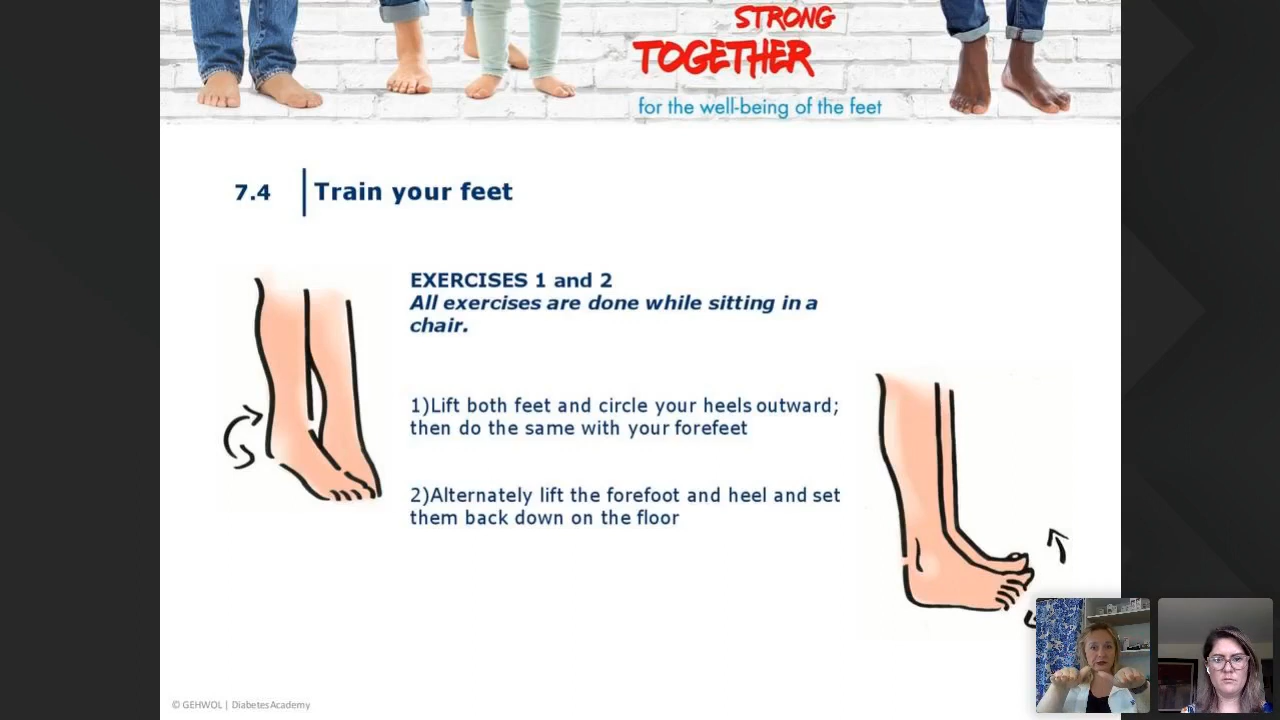 STRONG
TOGETHER
for the well-being of the feet
7.4 Train your feet
EXERCISES 1 and 2
All exercises are done while sitting in a
chair.
1)Lift both feet and circle your heels outward;
then do the same with your forefeet
2)Alternately lift the forefoot and heel and set
them back down on the floor
© GEHWOL | DiabetesAcademy